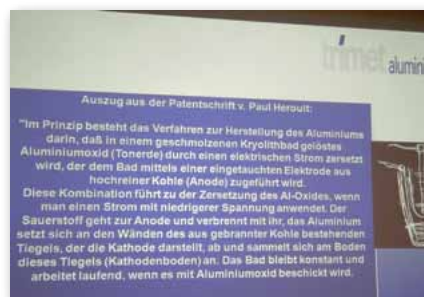 trimet alumini
Auszug aus der Patentschrift v. Paul Heroult:
"Im Prinzip besteht das Verfahren zur Herstellung des Aluminiums
darin, daß in einem geschmolzenen Kryolithbad gelöstes
Aluminiumoxid (Tonerde) durch einen elektrischen Strom zersetzt
wird, der dem Bad mittels einer eingetauchten Elektrode aus
hochreiner Kohle (Anode) zugeführt wird.
Diese Kombination führt zu der Zersetzung des Al-Oxides, wenn
man einen Strom mit niedrigerer Spannung anwendet. Der
Sauerstoff geht zur Anode und verbrennt mit ihr, das Aluminium
setzt sich an den Wänden des aus gebrannter Kohle bestehenden
Tiegels, der die Kathode darstellt, ab und sammelt sich am Boden
dieses Tiegels (Kathodenboden) an. Das Bad bleibt konstant und
arbeitet laufend, wenn es mit Aluminiumoxid beschickt wird.